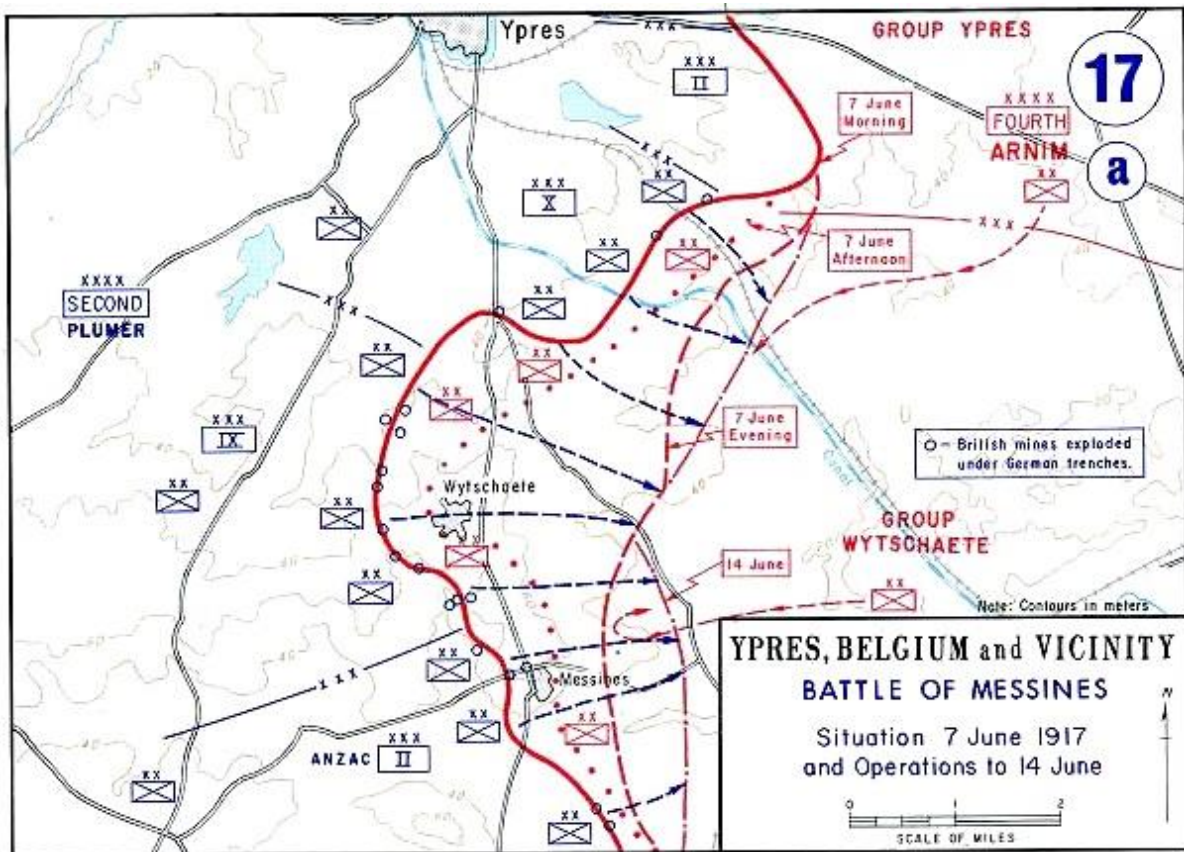 Ypres
GROUP YPRES
17
a
XXX
XXX
II
7 June
Morning
XXXX
FOURTH
ARNIM
XX
XXX
XX
XXX
X
XX
XX
XXX
7 June
Afternoon
XX
XXXX
SECOND
PLUMER
XXX
XX
XX
XX
XX
XXX
IX
7 June
Evening
O - British mines exploded
under German trenches.
Canal
XX
Wytschaete
XX
GROUP
WYTSCHAETE
XX
14 June
XX
XX
Note: Contours in meters
XXX
XX
Messines
XX
XX
ANZAC
XXX
II
XX
XX
YPRES, BELGIUM and VICINITY
BATTLE OF MESSINES
Situation 7 June 1917
and Operations to 14 June
N
0 1 2
SCALE OF MILES